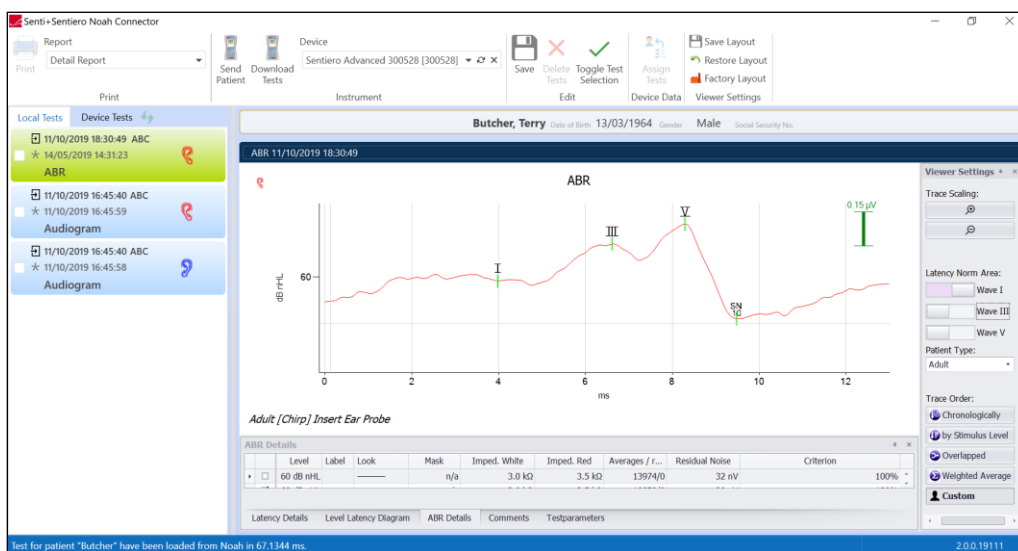 Senti+Sentiero Noah Connector
Report
Detail Report
Print
Print
Send Patient
Download Tests
Device
Sentiero Advanced 300528 [300528]
Instrument
Save
Delete Tests
Toggle Test Selection
Edit
Assign Tests
Device Data
Save Layout
Restore Layout
Factory Layout
Viewer Settings
Local Tests Device Tests
11/10/2019 18:30:49 ABC
14/05/2019 14:31:23
ABR
11/10/2019 16:45:40 ABC
11/10/2019 16:45:59
Audiogram
11/10/2019 16:45:40 ABC
11/10/2019 16:45:58
Audiogram
Butcher, Terry Date of Birth 13/03/1964 Gender Male Social Security No.
ABR 11/10/2019 18:30:49
ABR
0.15 µV
I
III
V
SN
10
60
dB nHL
0 2 4 6 8 10 12
ms
Adult [Chirp] Insert Ear Probe
ABR Details
Level Label Look Mask Imped. White Imped. Red Averages / r... Residual Noise Criterion
60 dB nHL n/a 3.0 kΩ 3.5 kΩ 13974/0 32 nV 100%
Latency Details Level Latency Diagram ABR Details Comments Testparameters
Viewer Settings
Trace Scaling:
Latency Norm Area:
Wave I
Wave III
Wave V
Patient Type:
Adult
Trace Order:
Chronologically
by Stimulus Level
Overlapped
Weighted Average
Custom
Test for patient "Butcher" have been loaded from Noah in 67.1344 ms.
2.0.0.19111